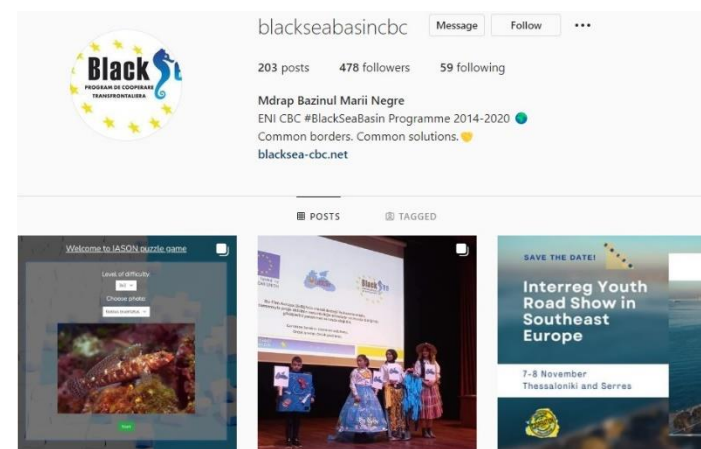 blackseabasincbc
Message
Follow
203 posts
478 followers
59 following
Mdrap Bazinul Marii Negre
ENI CBC #BlackSeaBasin Programme 2014-2020
Common borders. Common solutions.
blacksea-cbc.net
Black
PROGRAM DE COOPERARE
TRANSFRONTALIERA
POSTS
TAGGED
Welcome to IASON puzzle game
Level of difficulty:
Choose photo:
Start
Black
SAVE THE DATE!
Interreg Youth
Road Show in
Southeast
Europe
7-8 November
Thessaloniki and Serres